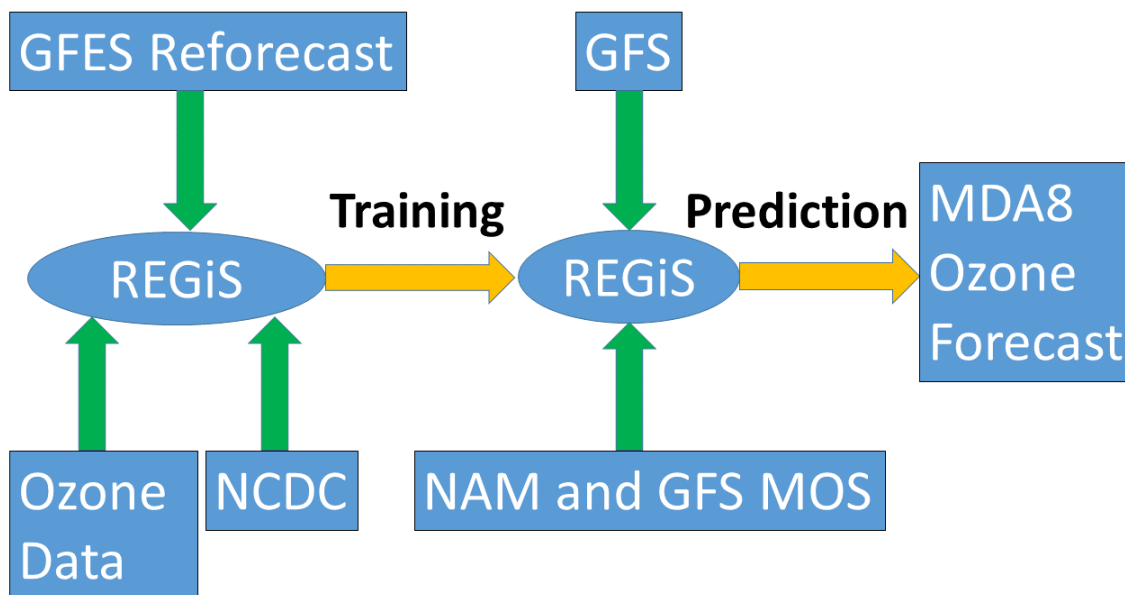 GFES Reforecast
GFS
Training
Prediction
MDA8
Ozone
Forecast
REGiS
REGiS
Ozone
Data
NCDC
NAM and GFS MOS